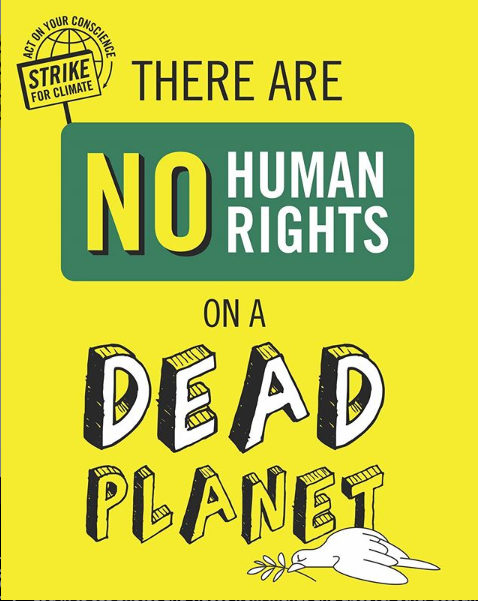 ACT ON YOUR CONSCIENCE
STRIKE
FOR CLIMATE
THERE ARE
NO HUMAN
RIGHTS
ON A
DEAD
PLANET